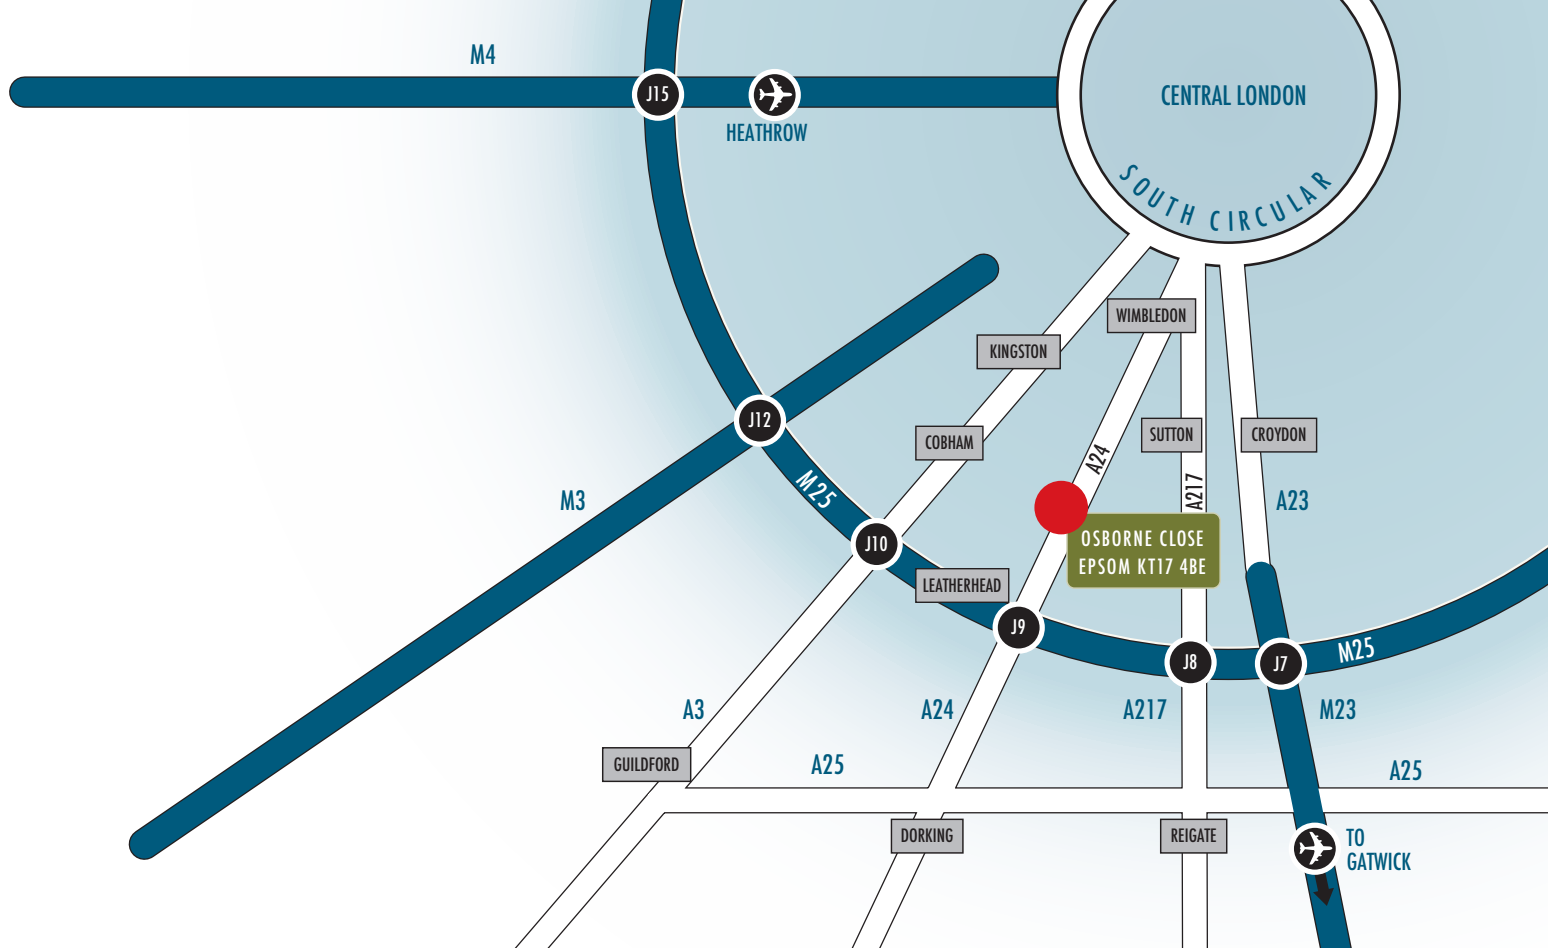 M4
J15
HEATHROW
CENTRAL LONDON
SOUTH CIRCULAR
WIMBLEDON
KINGSTON
J12
COBHAM
A24
SUTTON
CROYDON
M3
M25
A217
A23
J10
OSBORNE CLOSE
EPSOM KT17 4BE
LEATHERHEAD
J9
J8
J7
M25
A3
A24
A217
M23
GUILDFORD
A25
A25
DORKING
REIGATE
TO
GATWICK